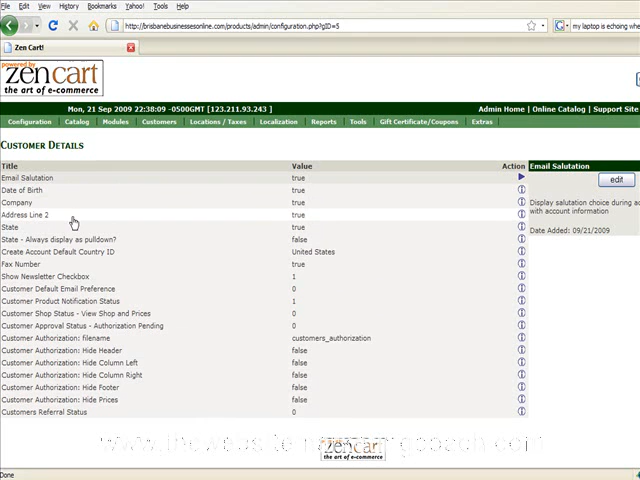 File Edit View History Bookmarks Tools Help
http://brisbanebusinessesonline.com/products/admin/configuration.php?gID=5
my laptop is echoing whe
Zen Cart!
powered by
zencart
the art of e-commerce
Mon, 21 Sep 2009 22:38:09 -0500GMT [123.211.93.243 ]
Admin Home | Online Catalog | Support Site
Configuration Catalog Modules Customers Locations / Taxes Localization Reports Tools Gift Certificate/Coupons Extras
Customer Details
Title Value Action
Email Salutation true
Date of Birth true
Company true
Address Line 2 true
State true
State - Always display as pulldown? false
Create Account Default Country ID United States
Fax Number true
Show Newsletter Checkbox 1
Customer Default Email Preference 0
Customer Product Notification Status 1
Customer Shop Status - View Shop and Prices 0
Customer Approval Status - Authorization Pending 0
Customer Authorization: filename customers_authorization
Customer Authorization: Hide Header false
Customer Authorization: Hide Column Left false
Customer Authorization: Hide Column Right false
Customer Authorization: Hide Footer false
Customer Authorization: Hide Prices false
Customers Referral Status 0
Email Salutation
edit
Display salutation choice during ac
with account information
Date Added: 09/21/2009
zencart
the art of e-commerce
Done